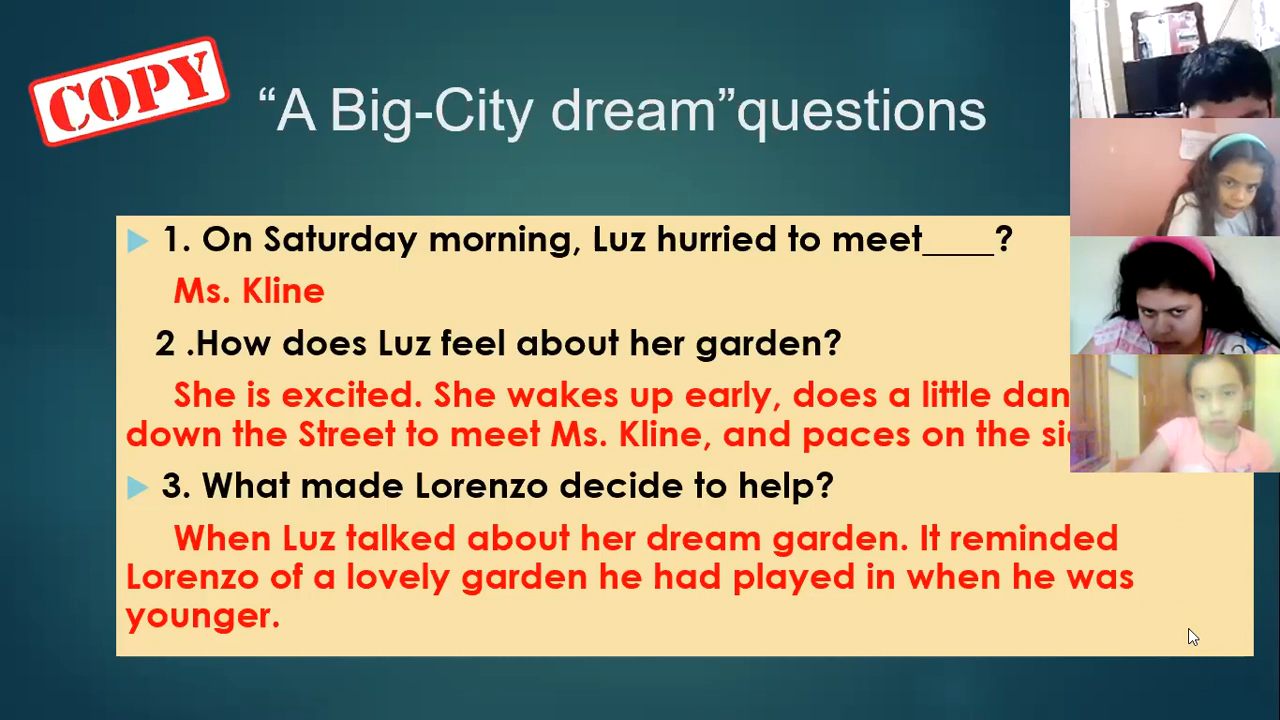 COPY
“A Big-City dream”questions
1. On Saturday morning, Luz hurried to meet____?
Ms. Kline
2 .How does Luz feel about her garden?
She is excited. She wakes up early, does a little
down the Street to meet Ms. Kline, and paces on the
3. What made Lorenzo decide to help?
When Luz talked about her dream garden. It reminded
Lorenzo of a lovely garden he had played in when he was
younger.